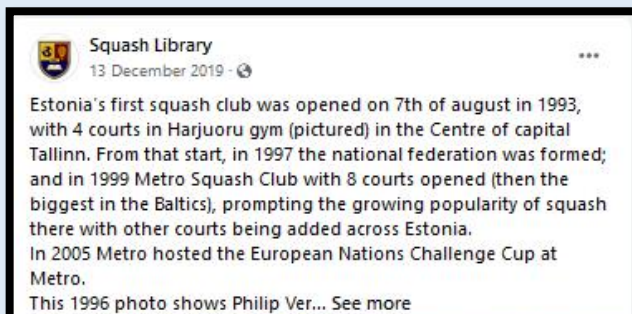 Squash Library
13 December 2019 ·
Estonia's first squash club was opened on 7th of august in 1993,
with 4 courts in Harjuoru gym (pictured) in the Centre of capital
Tallinn. From that start, in 1997 the national federation was formed;
and in 1999 Metro Squash Club with 8 courts opened (then the
biggest in the Baltics), prompting the growing popularity of squash
there with other courts being added across Estonia.
In 2005 Metro hosted the European Nations Challenge Cup at
Metro.
This 1996 photo shows Philip Ver... See more